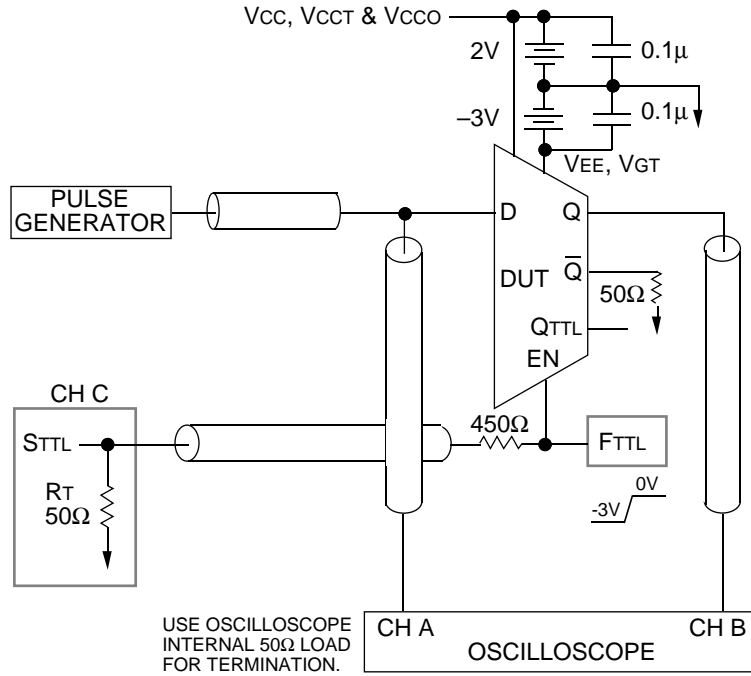 VCC, VCCT & VCCO
2V
0.1μ
–3V
0.1μ
VEE, VGT
PULSE
GENERATOR
D
Q
DUT
Q̅
50Ω
QTTL
EN
CH C
STTL
450Ω
FTTL
RT
50Ω
0V
-3V
USE OSCILLOSCOPE
INTERNAL 50Ω LOAD
FOR TERMINATION.
CH A
CH B
OSCILLOSCOPE